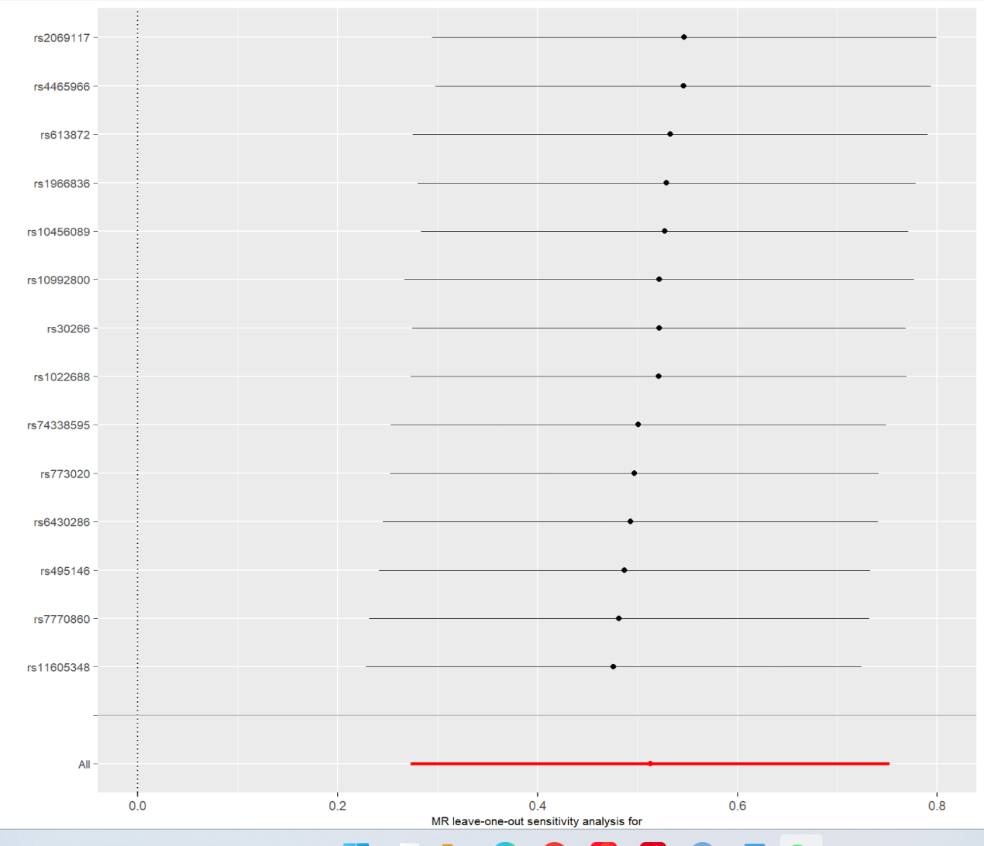 rs2069117
rs4465966
rs613872
rs1966836
rs10456089
rs10992800
rs30266
rs1022688
rs74338595
rs773020
rs6430286
rs495146
rs7770860
rs11605348
All
0.0 0.2 0.4 0.6 0.8
MR leave-one-out sensitivity analysis for